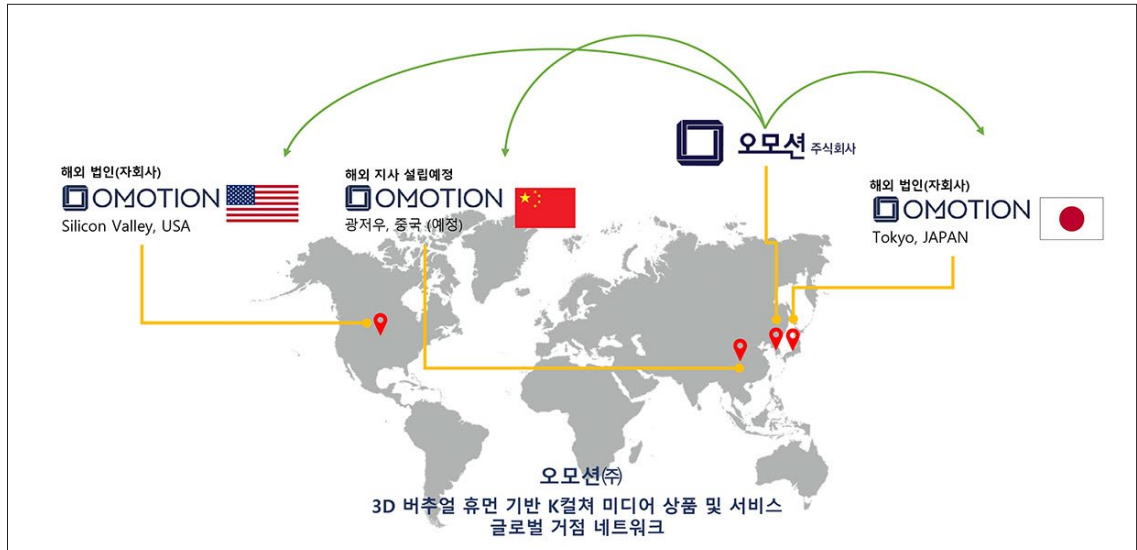 오모션 주식회사
해외 법인(자회사)
OMOTION
Silicon Valley, USA
해외 지사 설립예정
OMOTION
광저우, 중국 (예정)
해외 법인(자회사)
OMOTION
Tokyo, JAPAN
오모션㈜
3D 버추얼 휴먼 기반 K컬쳐 미디어 상품 및 서비스
글로벌 거점 네트워크